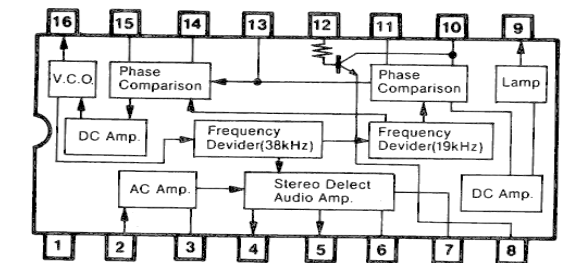 16 15 14 13 12 11 10 9
V.C.O.
Phase
Comparison
Phase
Comparison
Lamp
DC Amp.
Frequency
Devider(38kHz)
Frequency
Devider(19kHz)
AC Amp.
Stereo Delect
Audio Amp.
DC Amp.
1 2 3 4 5 6 7 8